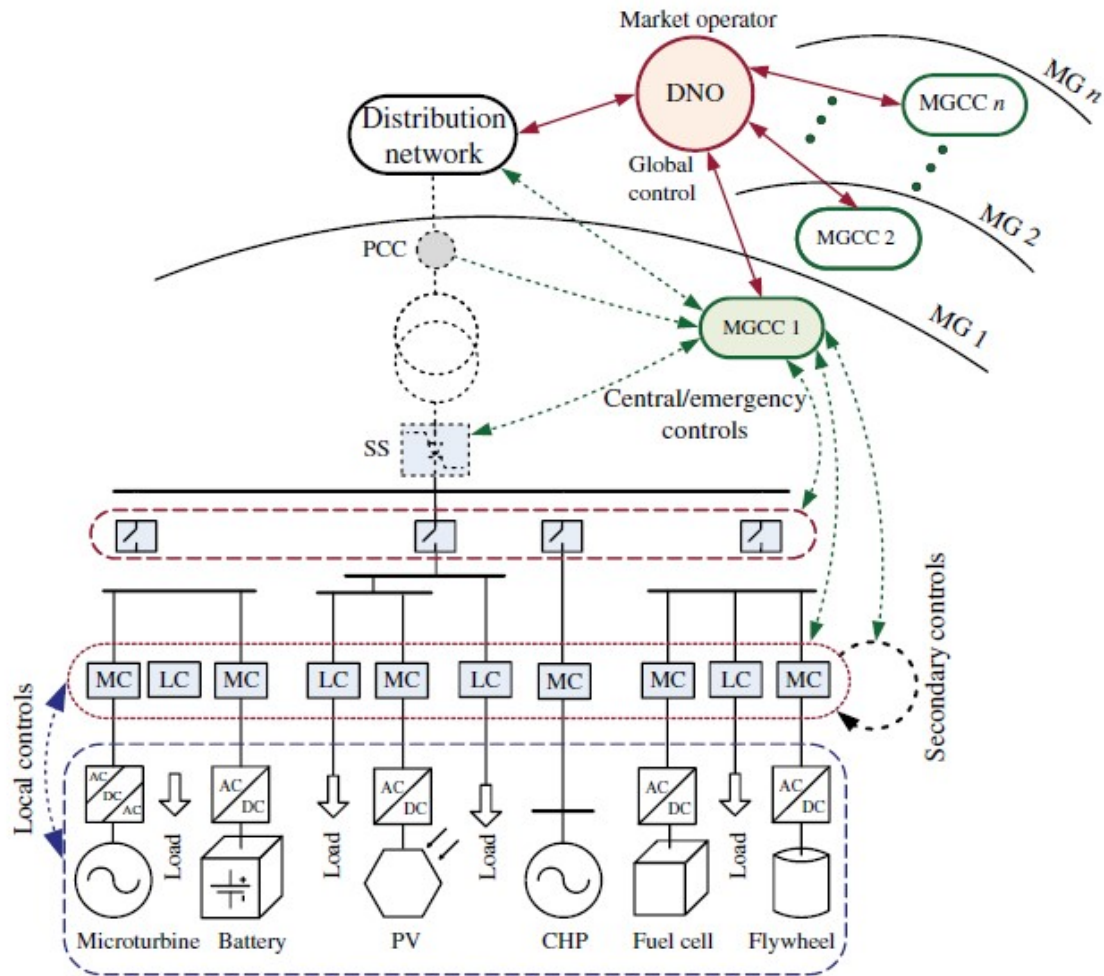 Market operator
DNO
Global
control
MG n
MGCC n
Distribution
network
MG 2
MGCC 2
PCC
MG 1
MGCC 1
Central/emergency
controls
SS
Secondary controls
Local controls
MC
LC
MC
LC
MC
LC
MC
MC
LC
MC
AC
DC
AC
Load
AC
DC
Load
AC
DC
Load
AC
DC
Load
AC
DC
Microturbine
Battery
PV
CHP
Fuel cell
Flywheel